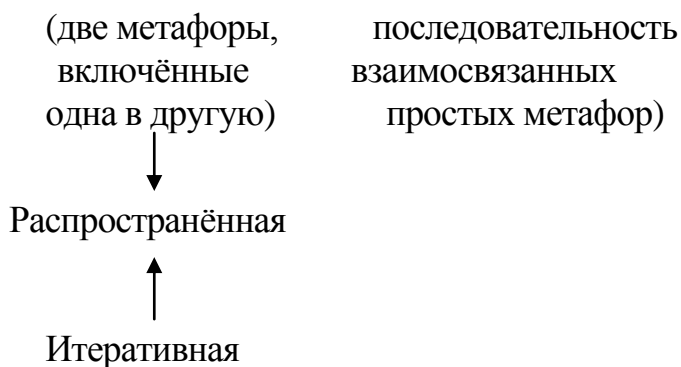 (две метафоры, последовательность
включённые взаимосвязанных
одна в другую) простых метафор)
Распространённая
Итеративная